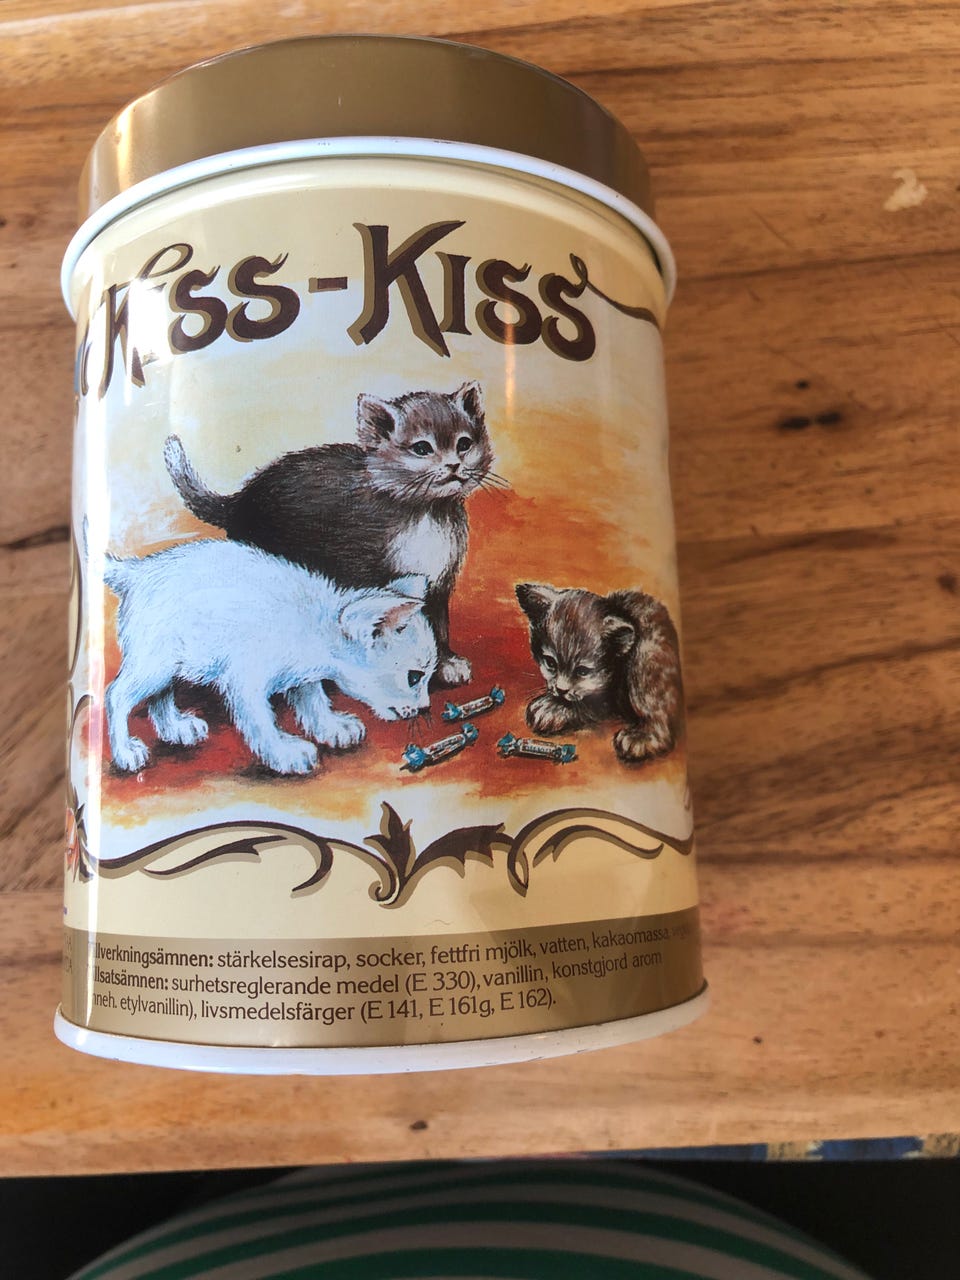 Kiss-Kiss
Tillverkningsämnen: stärkelsesirap, socker, fettfri mjölk, vatten, kakaomassa,
Tillsatsämnen: surhetsreglerande medel (E 330), vanillin, konstgjord arom
inneh. etylvanillin), livsmedelsfärger (E 141, E 161g, E 162).